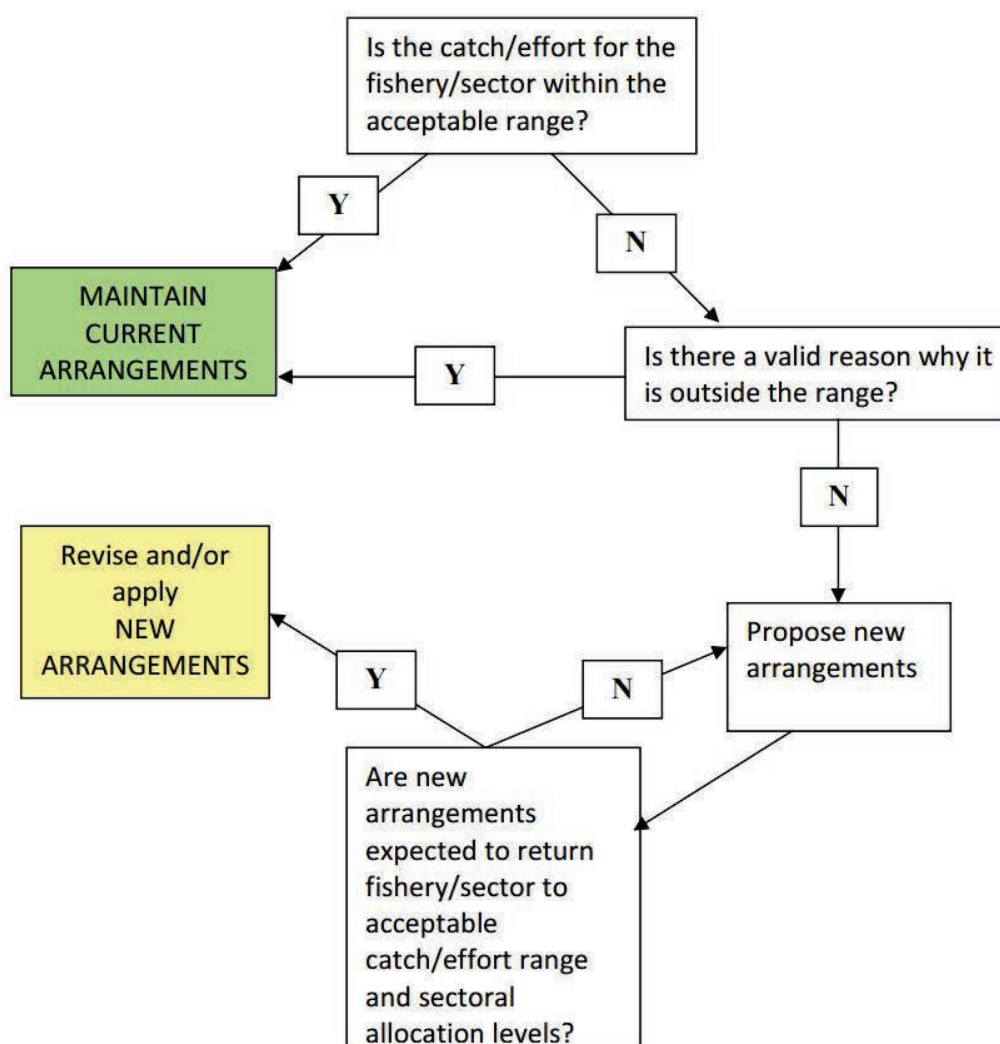 Is the catch/effort for the
fishery/sector within the
acceptable range?
Y
N
MAINTAIN
CURRENT
ARRANGEMENTS
Y
Is there a valid reason why it
is outside the range?
N
Revise and/or
apply
NEW
ARRANGEMENTS
Y
N
Propose new
arrangements
Are new
arrangements
expected to return
fishery/sector to
acceptable
catch/effort range
and sectoral
allocation levels?